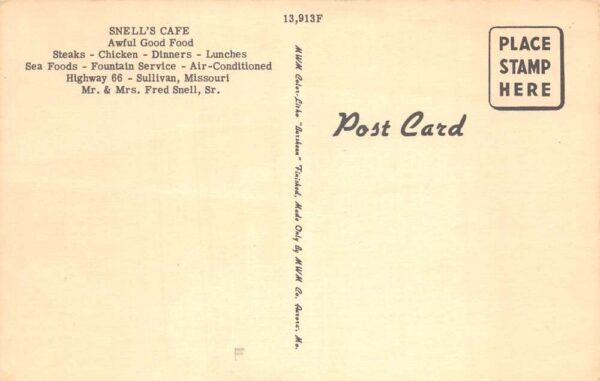 13,913F
SNELL'S CAFE
Awful Good Food
Steaks - Chicken - Dinners - Lunches
Sea Foods - Fountain Service - Air-Conditioned
Highway 66 - Sullivan, Missouri
Mr. & Mrs. Fred Snell, Sr.
MWM Color-Litho "Dursheen" Finished, Made Only By MWM Co. Aurora, Mo.
Post Card
PLACE
STAMP
HERE
F